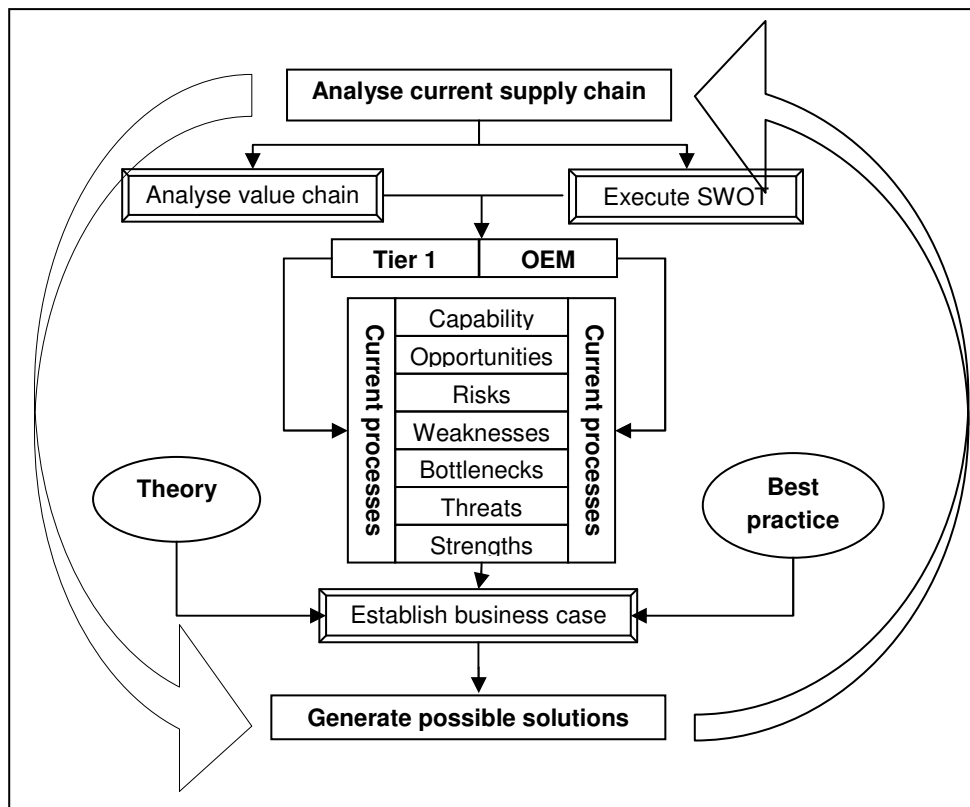 Analyse current supply chain
Analyse value chain
Execute SWOT
Tier 1
OEM
Current processes
Capability
Opportunities
Risks
Weaknesses
Bottlenecks
Threats
Strengths
Current processes
Theory
Best
practice
Establish business case
Generate possible solutions